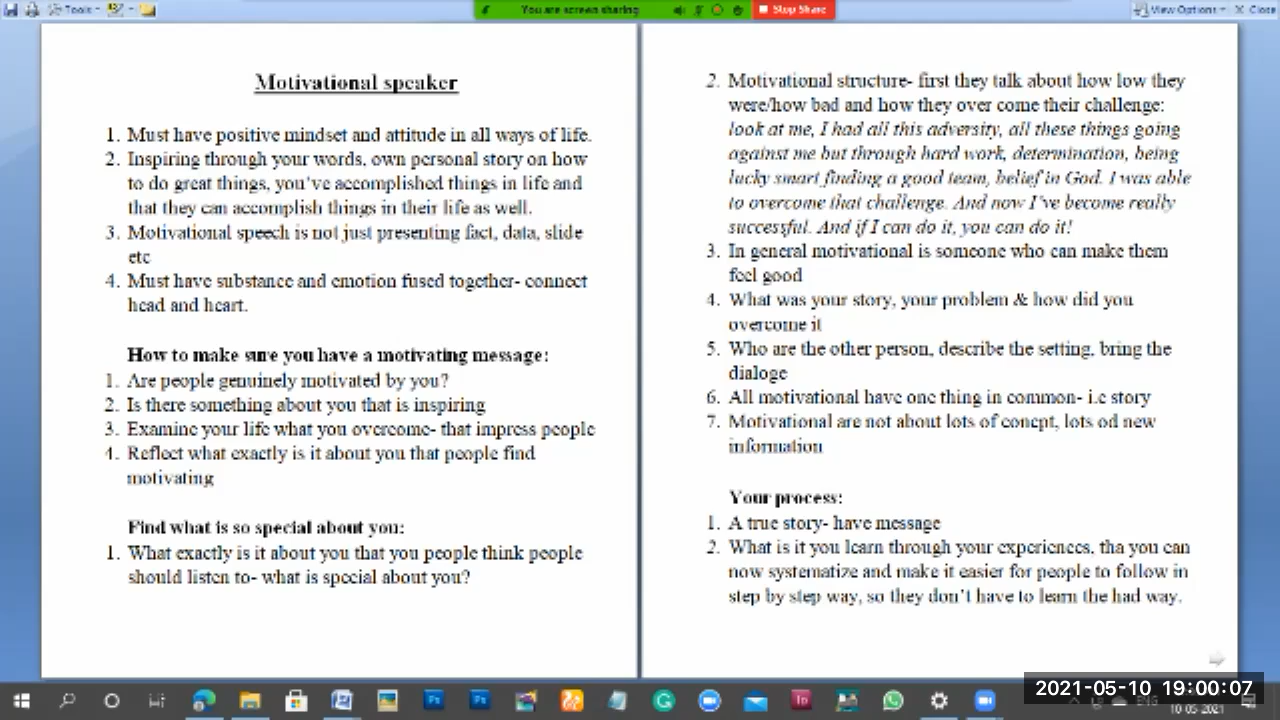 Tools
You are screen sharing
Stop Share
View Options
Close
Motivational speaker
1. Must have positive mindset and attitude in all ways of life.
2. Inspiring through your words, own personal story on how
to do great things, you've accomplished things in life and
that they can accomplish things in their life as well.
3. Motivational speech is not just presenting fact, data, slide
etc
4. Must have substance and emotion fused together- connect
head and heart.
How to make sure you have a motivating message:
1. Are people genuinely motivated by you?
2. Is there something about you that is inspiring
3. Examine your life what you overcome- that impress people
4. Reflect what exactly is it about you that people find
motivating
Find what is so special about you:
1. What exactly is it about you that you people think people
should listen to- what is special about you?
2. Motivational structure- first they talk about how low they
were/how bad and how they over come their challenge:
look at me, I had all this adversity, all these things going
against me but through hard work, determination, being
lucky smart finding a good team, belief in God. I was able
to overcome that challenge. And now I've become really
successful. And if I can do it, you can do it!
3. In general motivational is someone who can make them
feel good
4. What was your story, your problem & how did you
overcome it
5. Who are the other person, describe the setting, bring the
dialoge
6. All motivational have one thing in common- i.e story
7. Motivational are not about lots of concpt, lots od new
information
Your process:
1. A true story- have message
2. What is it you learn through your experiences, tha you can
now systematize and make it easier for people to follow in
step by step way, so they don't have to learn the had way.
2021-05-10 19:00:07
ENG
10-05-2021